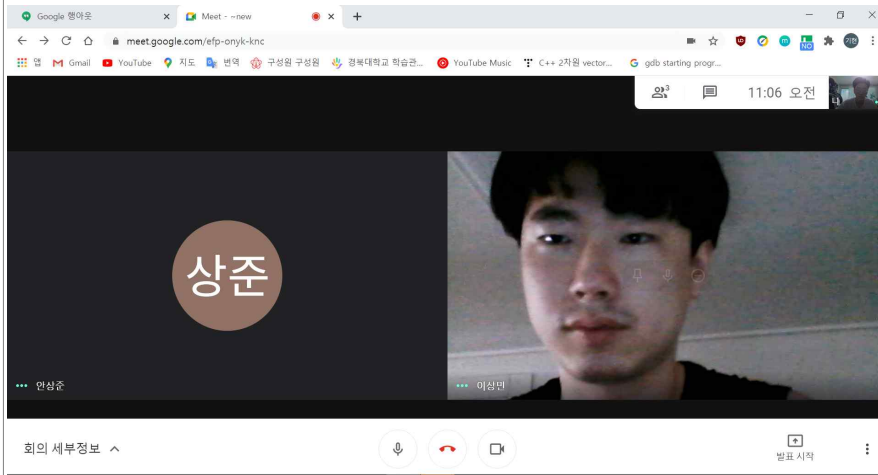 Google 행아웃
Meet - ~new
meet.google.com/efp-onyk-knc
앱 Gmail YouTube 지도 번역 구성원 구성원 경북대학교 학습관... YouTube Music C++ 2차원 vector... gdb starting progr...
NO
기현
3
11:06 오전
나
상준
안상준
이상민
회의 세부정보
발표 시작